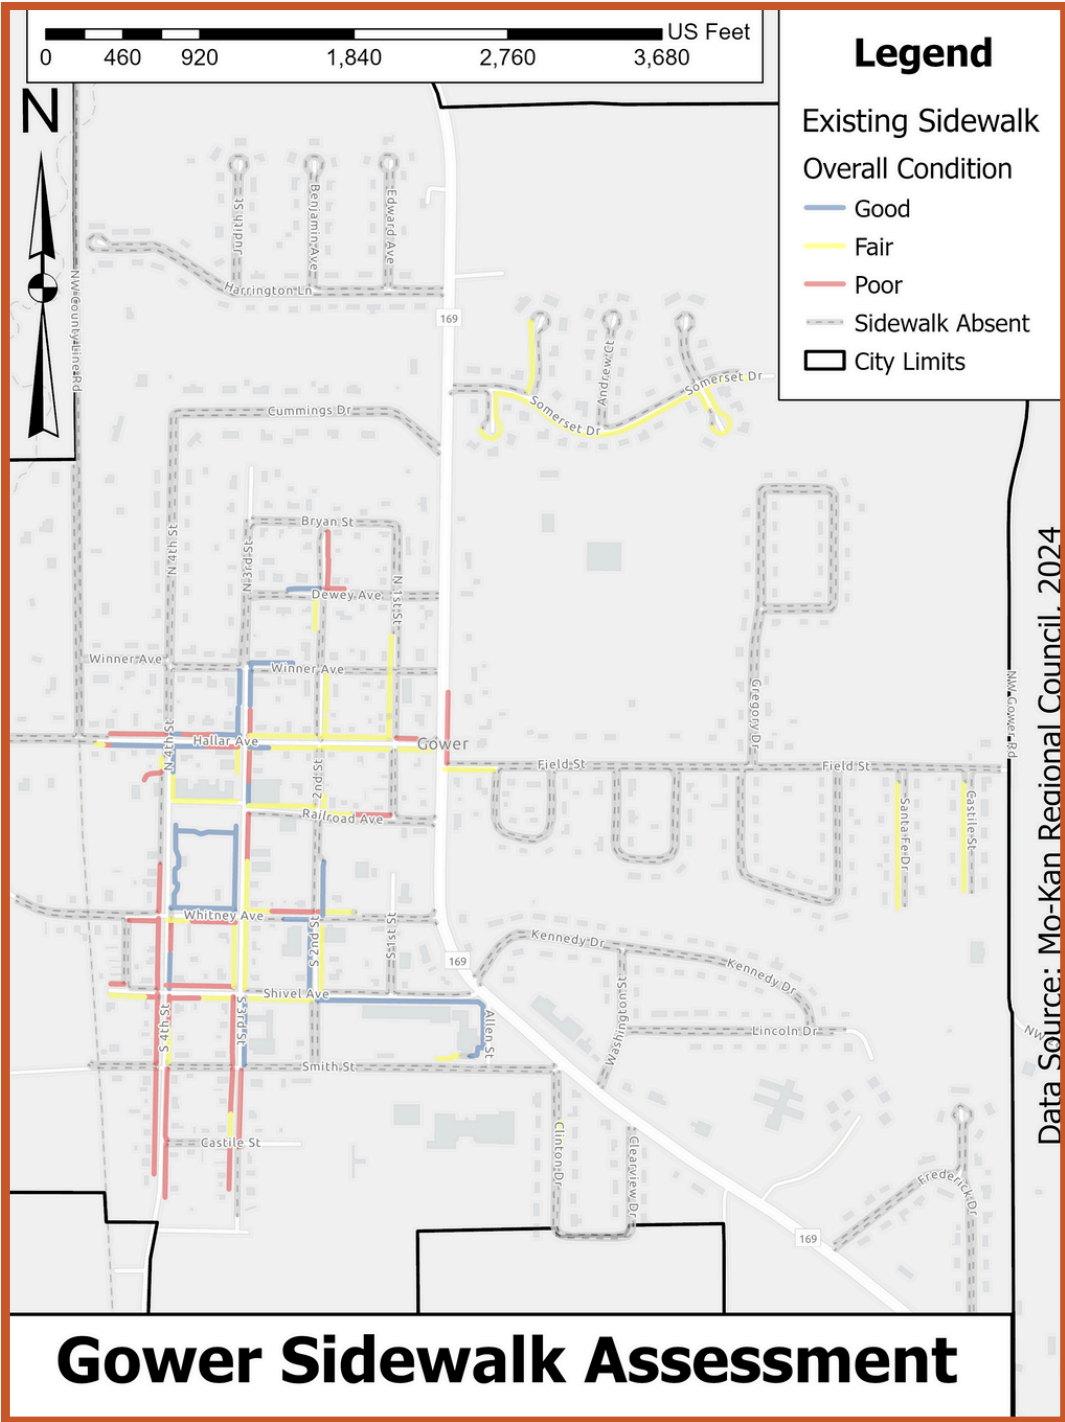 US Feet
0 460 920 1,840 2,760 3,680
N
Legend
Existing Sidewalk
Overall Condition
Good
Fair
Poor
Sidewalk Absent
City Limits
Judith St
Benjamin Ave
Edward Ave
Harrington Ln
NW County Line Rd
169
Andrew Ct
Somerset Dr
Somerset Dr
Cummings Dr
Bryan St
N 4th St
N 3rd St
N 1st St
Dewey Ave
Winner Ave
Winner Ave
Gregory Dr
NW Gower Rd
N 4th St
Hallar Ave
Gower
Field St
Field St
2nd St
Railroad Ave
Santa Fe Dr
Castile St
Whitney Ave
S 2nd St
S 1st St
Kennedy Dr
169
Kennedy Dr
Shivel Ave
S 4th St
S 3rd St
Allen St
Washington St
Lincoln Dr
NW
Smith St
Castile St
Clinton Dr
Clearview Dr
Frederick Dr
169
Data Source: Mo-Kan Regional Council, 2024
Gower Sidewalk Assessment